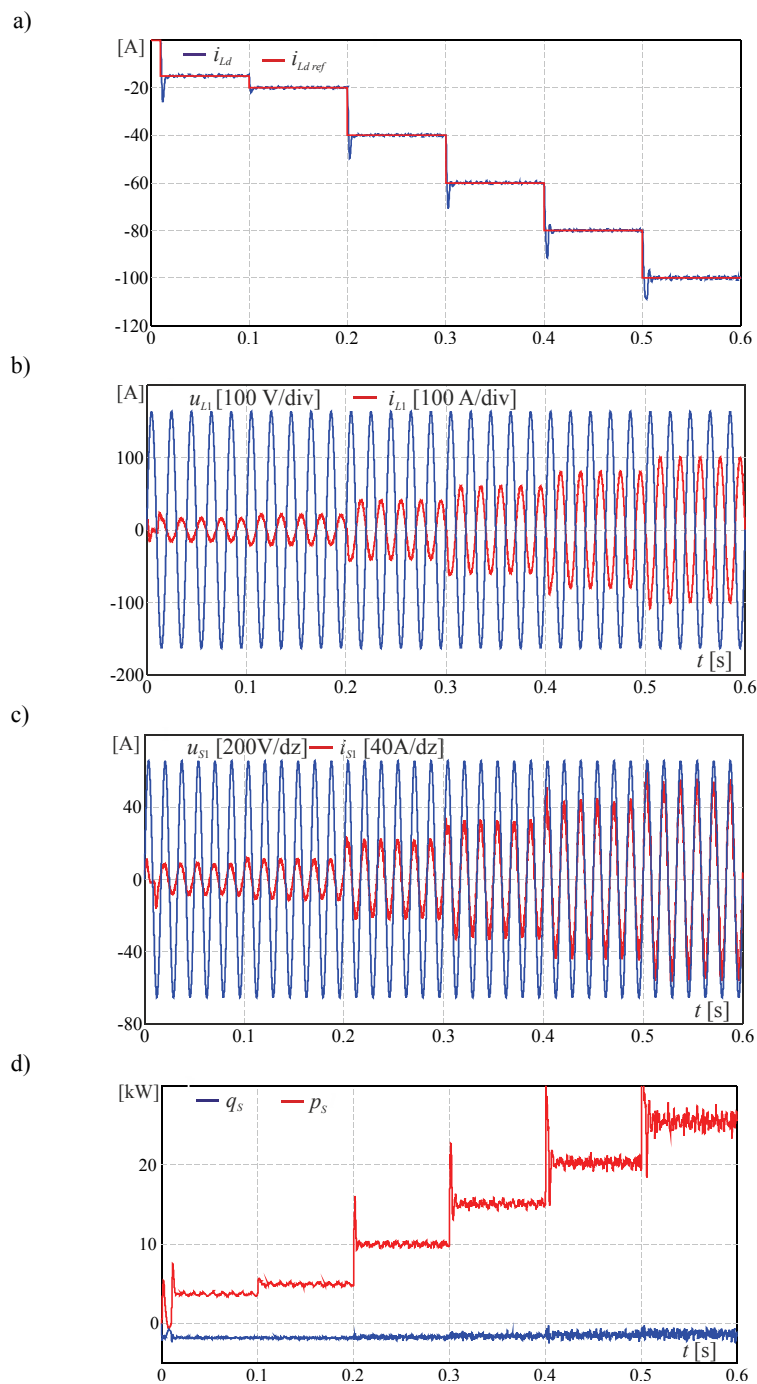 a)
[A]
i_Ld i_Ld ref
-20
-40
-60
-80
-100
-120
0 0.1 0.2 0.3 0.4 0.5 0.6
b)
[A]
u_L1 [100 V/div] i_L1 [100 A/div]
100
0
-100
-200
t [s]
0 0.1 0.2 0.3 0.4 0.5 0.6
c)
[A]
u_S1 [200V/dz] i_S1 [40A/dz]
40
0
-40
-80
t [s]
0 0.1 0.2 0.3 0.4 0.5 0.6
d)
[kW]
q_S p_S
20
10
0
t [s]
0 0.1 0.2 0.3 0.4 0.5 0.6